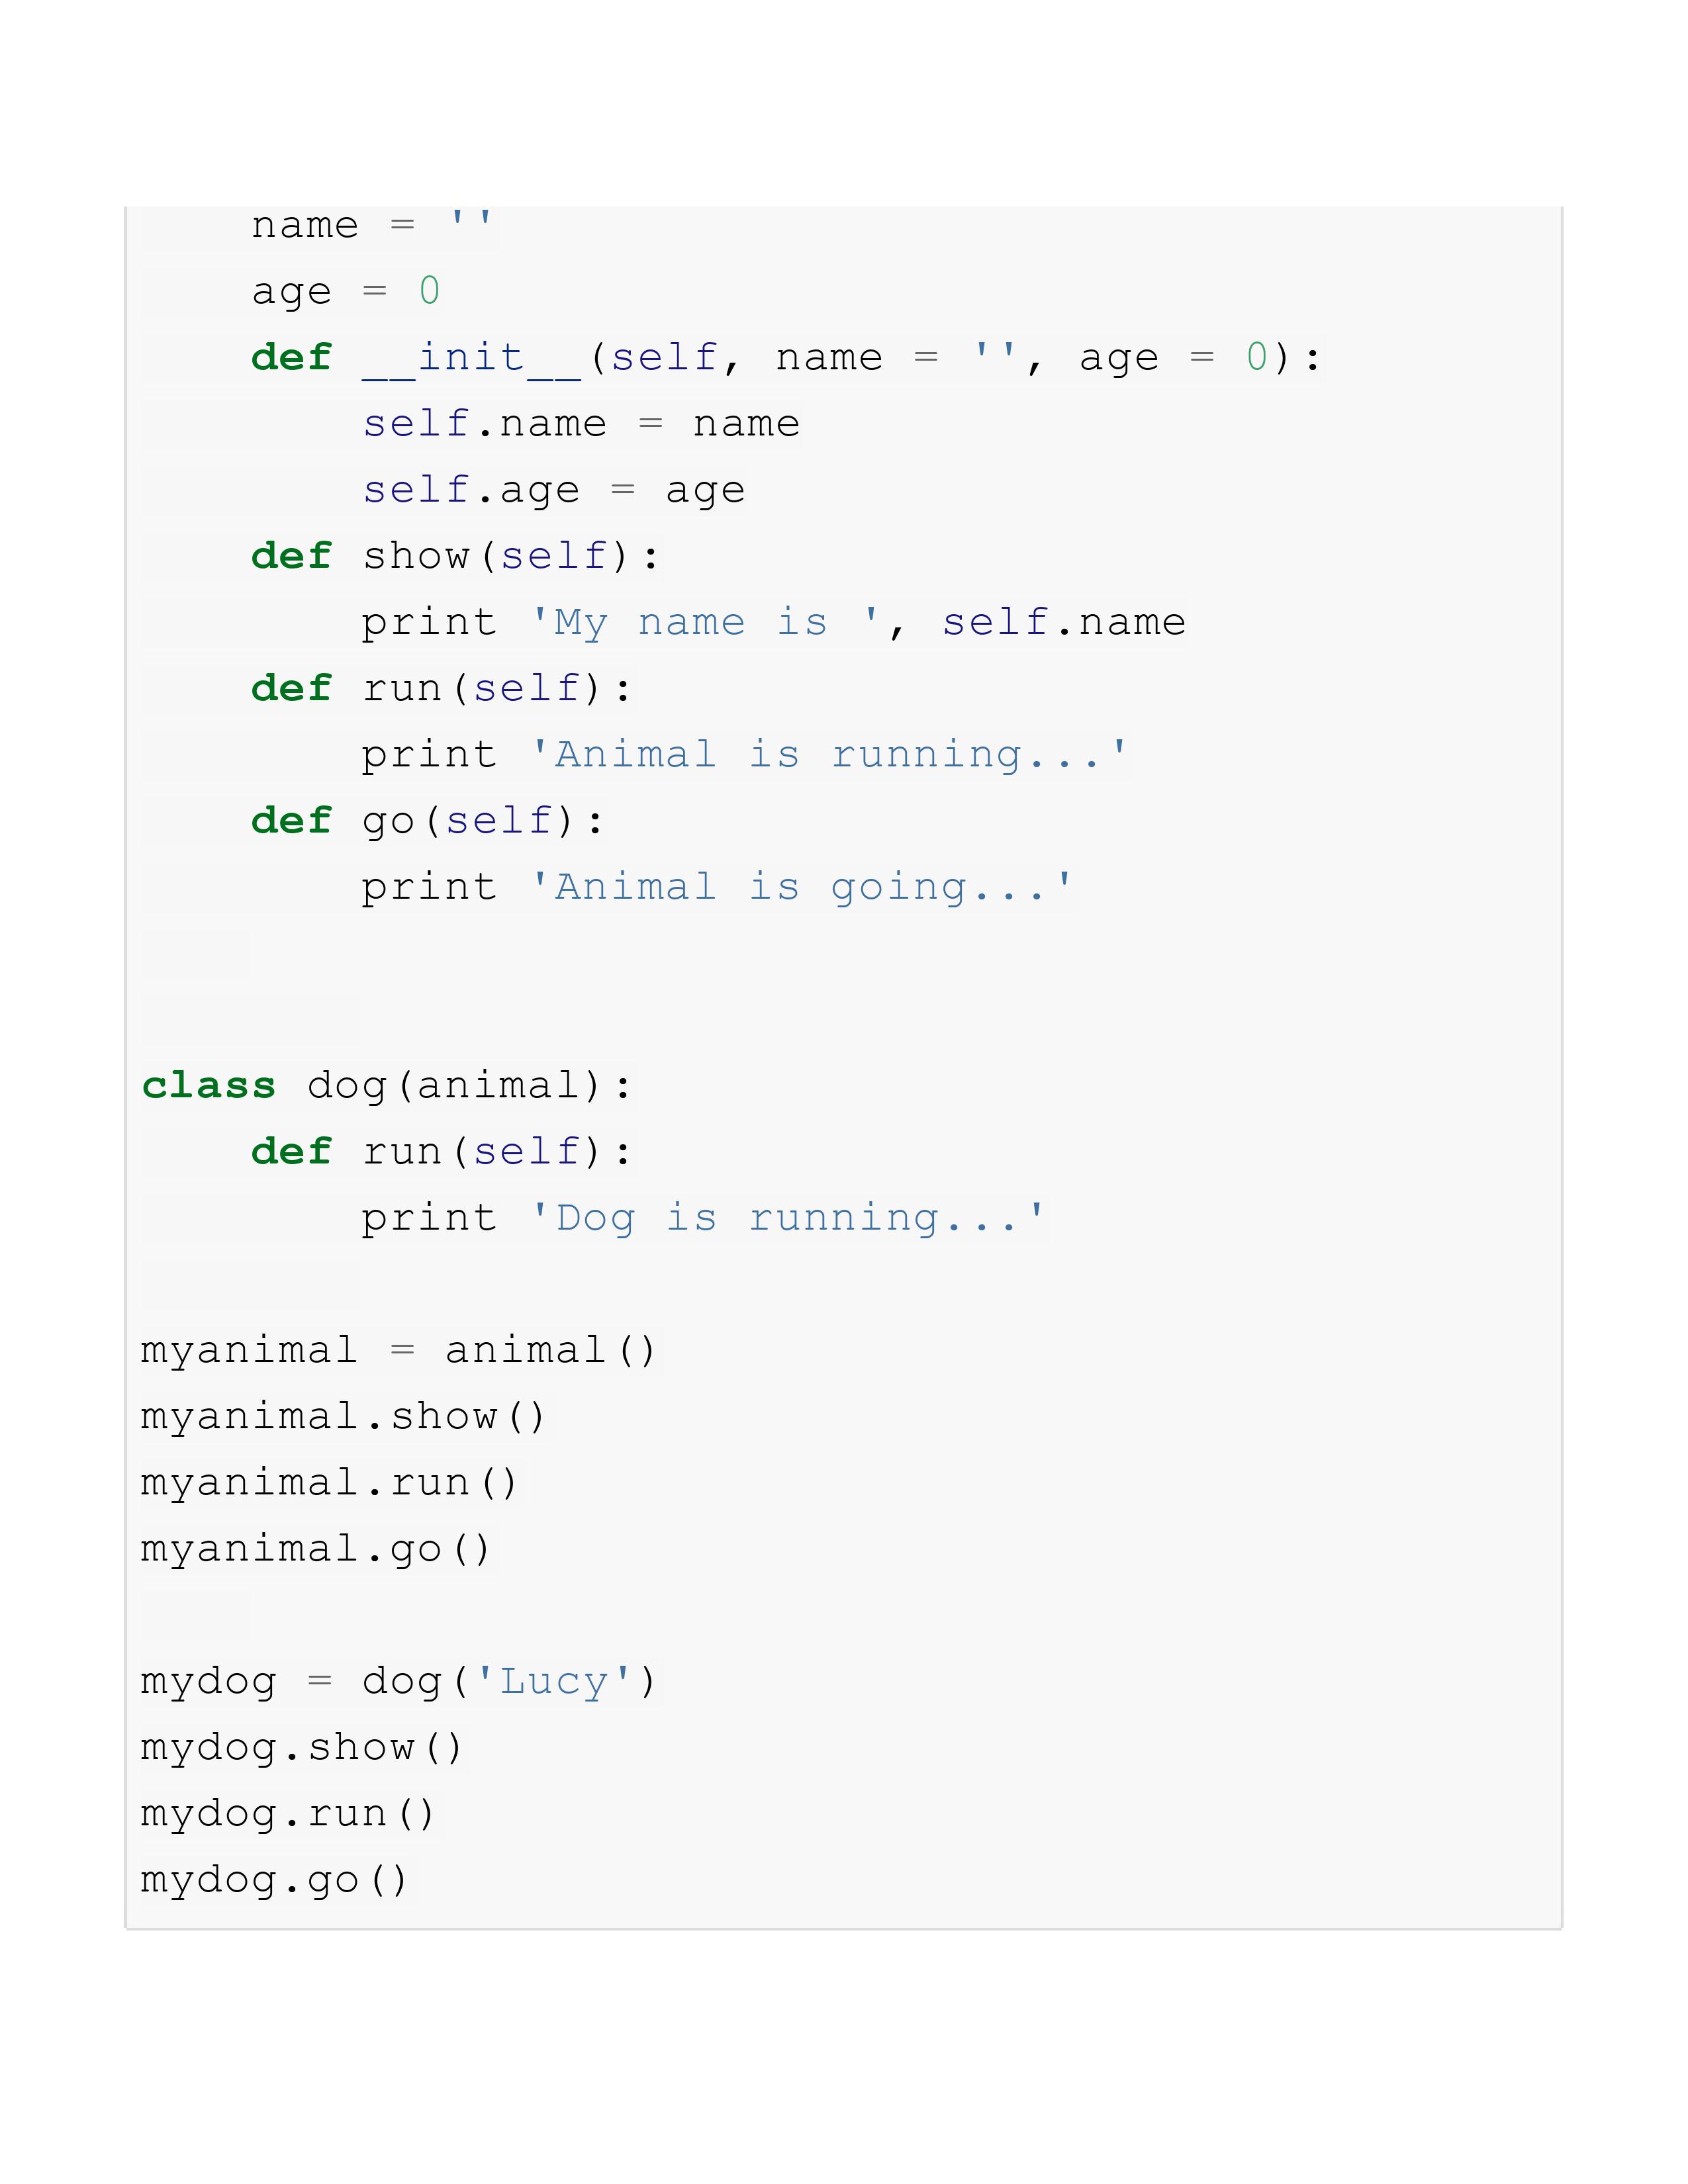 name = ''
    age = 0
    def __init__(self, name = '', age = 0):
        self.name = name
        self.age = age
    def show(self):
        print 'My name is ', self.name
    def run(self):
        print 'Animal is running...'
    def go(self):
        print 'Animal is going...'
class dog(animal):
    def run(self):
        print 'Dog is running...'
myanimal = animal()
myanimal.show()
myanimal.run()
myanimal.go()
mydog = dog('Lucy')
mydog.show()
mydog.run()
mydog.go()